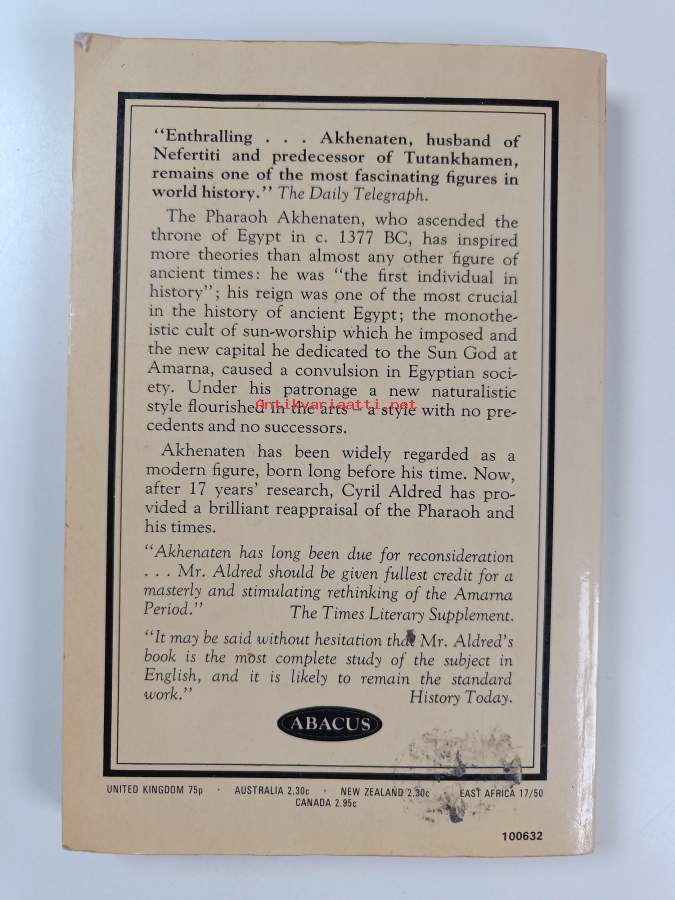 “Enthralling . . . Akhenaten, husband of
Nefertiti and predecessor of Tutankhamen,
remains one of the most fascinating figures in
world history.” The Daily Telegraph.
The Pharaoh Akhenaten, who ascended the
throne of Egypt in c. 1377 BC, has inspired
more theories than almost any other figure of
ancient times: he was “the first individual in
history”; his reign was one of the most crucial
in the history of ancient Egypt; the monothe-
istic cult of sun-worship which he imposed and
the new capital he dedicated to the Sun God at
Amarna, caused a convulsion in Egyptian soci-
ety. Under his patronage a new naturalistic
style flourished in the arts - a style with no pre-
Antikvariaatti.net
cedents and no successors.
Akhenaten has been widely regarded as a
modern figure, born long before his time. Now,
after 17 years’ research, Cyril Aldred has pro-
vided a brilliant reappraisal of the Pharaoh and
his times.
“Akhenaten has long been due for reconsideration
. . . Mr. Aldred should be given fullest credit for a
masterly and stimulating rethinking of the Amarna
Period.” The Times Literary Supplement.
“It may be said without hesitation that Mr. Aldred’s
book is the most complete study of the subject in
English, and it is likely to remain the standard
work.” History Today.
ABACUS
UNITED KINGDOM 75p · AUSTRALIA 2.30c · NEW ZEALAND 2.30c EAST AFRICA 17/50
CANADA 2.95c
100632